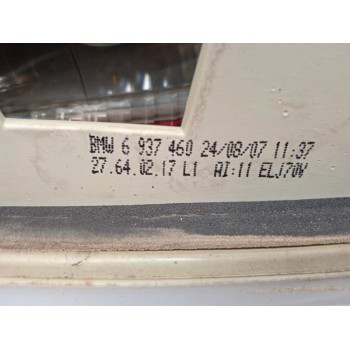 BMW 6 937 460 24/08/07 11:37
27.64.02.17 L1 AI:11 ELJ70V